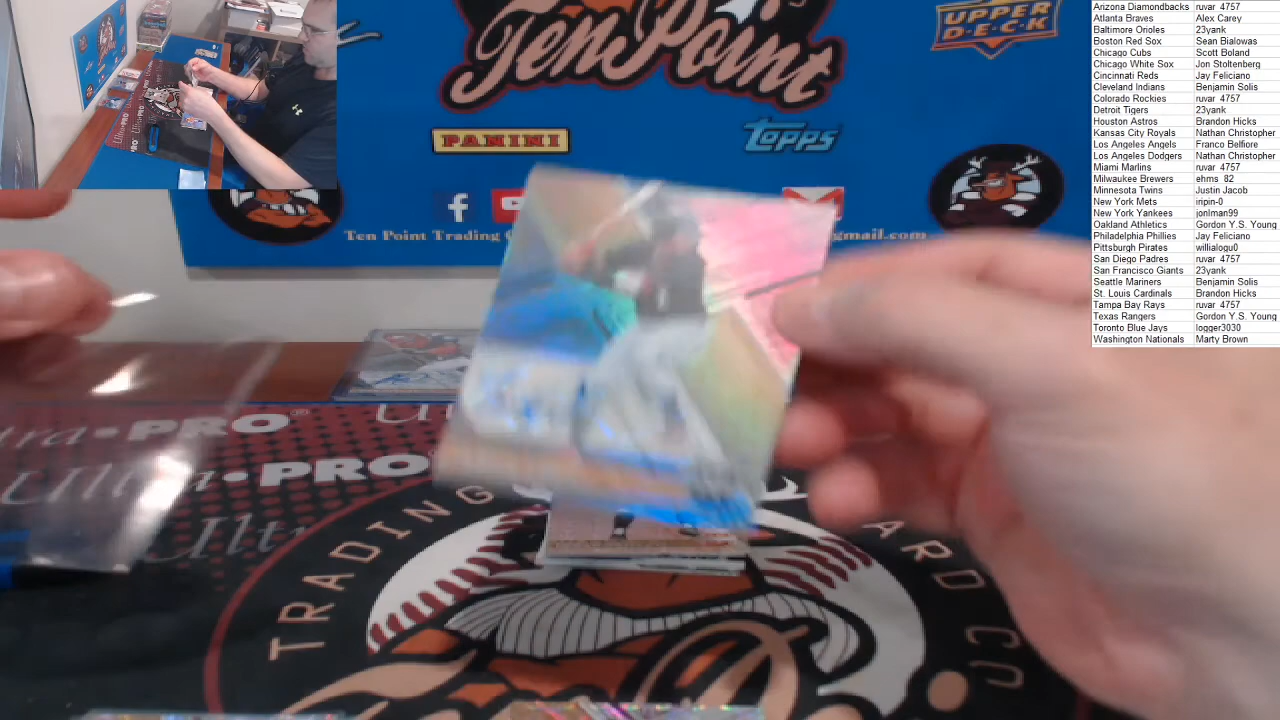 Ten Point
UPPER
D·E·C·K
PANINI
topps
f
Ten Point Trading
gmail.com
Ultra·PRO®
Ultra·PRO®
TRADING CARD CO
Arizona Diamondbacks ruvar 4757
Atlanta Braves Alex Carey
Baltimore Orioles 23yank
Boston Red Sox Sean Bialowas
Chicago Cubs Scott Boland
Chicago White Sox Jon Stoltenberg
Cincinnati Reds Jay Feliciano
Cleveland Indians Benjamin Solis
Colorado Rockies ruvar 4757
Detroit Tigers 23yank
Houston Astros Brandon Hicks
Kansas City Royals Nathan Christopher
Los Angeles Angels Franco Belfiore
Los Angeles Dodgers Nathan Christopher
Miami Marlins ruvar 4757
Milwaukee Brewers ehms 82
Minnesota Twins Justin Jacob
New York Mets iripin-0
New York Yankees jonlman99
Oakland Athletics Gordon Y.S. Young
Philadelphia Phillies Jay Feliciano
Pittsburgh Pirates willialogu0
San Diego Padres ruvar 4757
San Francisco Giants 23yank
Seattle Mariners Benjamin Solis
St. Louis Cardinals Brandon Hicks
Tampa Bay Rays ruvar 4757
Texas Rangers Gordon Y.S. Young
Toronto Blue Jays logger3030
Washington Nationals Marty Brown